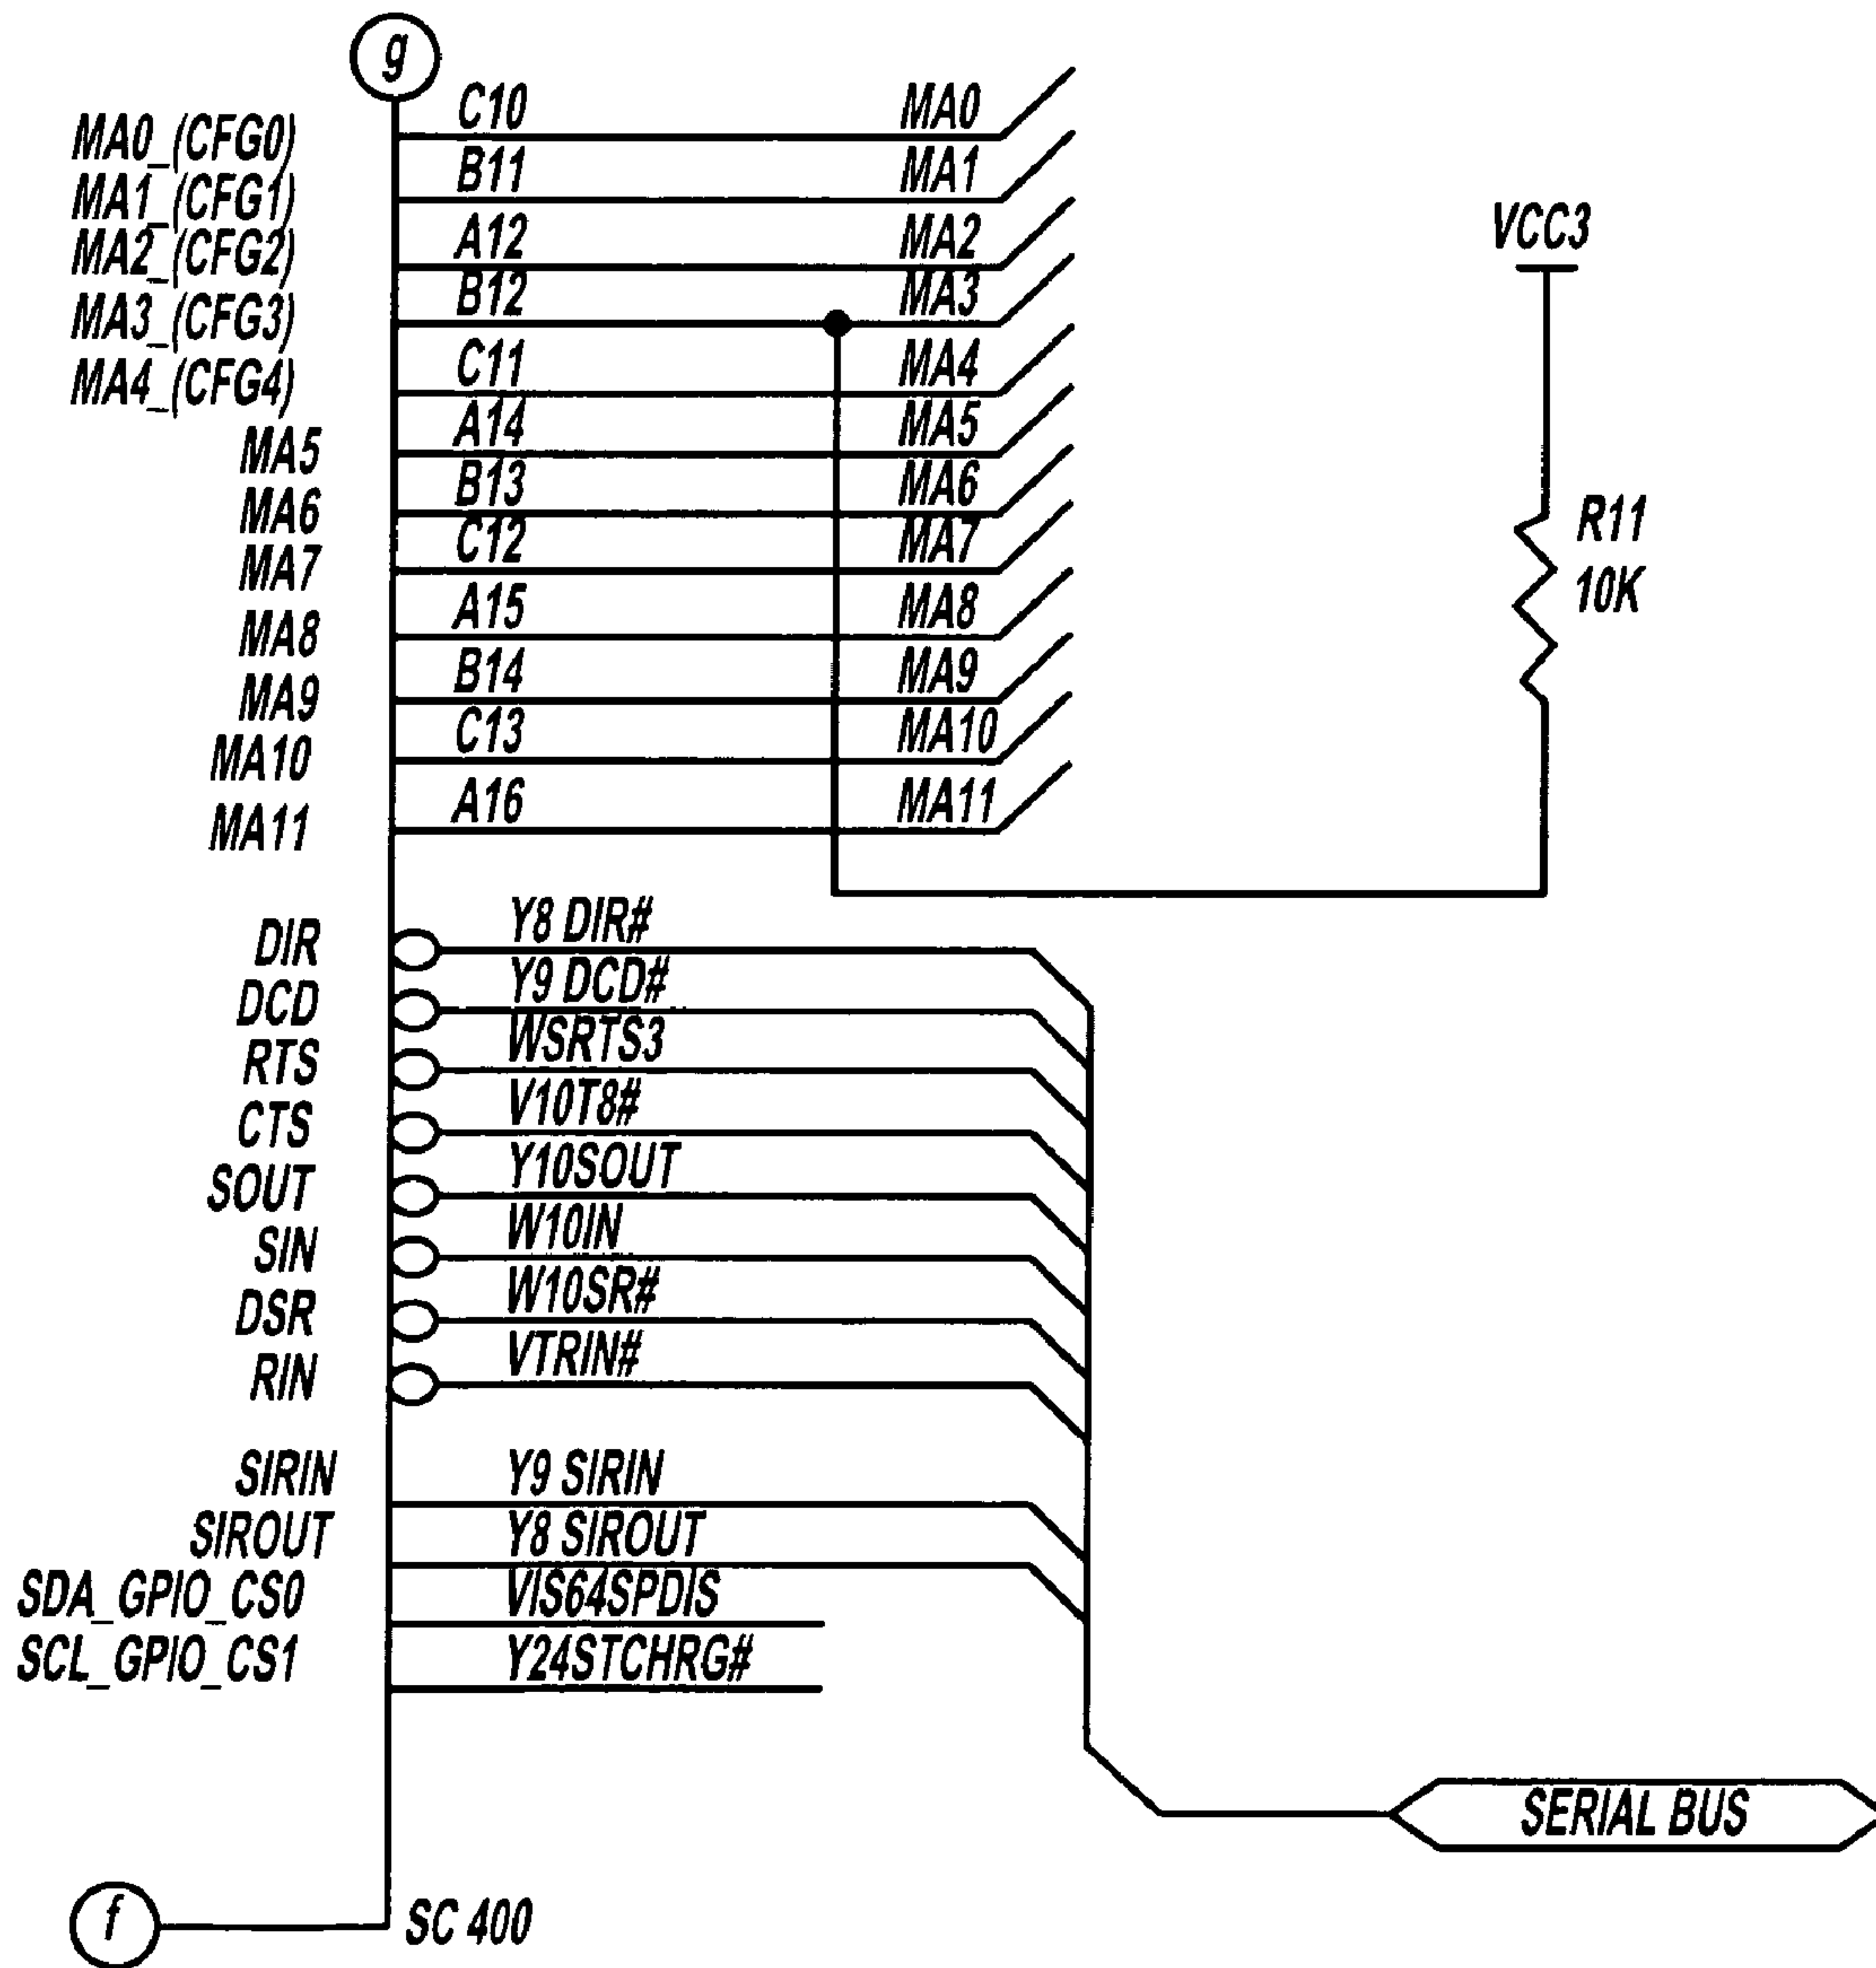 g
MA0_(CFG0) C10 MA0
MA1_(CFG1) B11 MA1
MA2_(CFG2) A12 MA2
VCC3
MA3_(CFG3) B12 MA3
MA4_(CFG4) C11 MA4
MA5 A14 MA5
MA6 B13 MA6
R11
MA7 C12 MA7
10K
MA8 A15 MA8
MA9 B14 MA9
MA10 C13 MA10
MA11 A16 MA11
DIR Y8 DIR#
DCD Y9 DCD#
RTS WSRTS3
CTS V10T8#
SOUT Y10SOUT
SIN W10IN
DSR W10SR#
RIN VTRIN#
SIRIN Y9 SIRIN
SIROUT Y8 SIROUT
SDA_GPIO_CS0 VIS64SPDIS
SCL_GPIO_CS1 Y24STCHRG#
SERIAL BUS
f SC 400